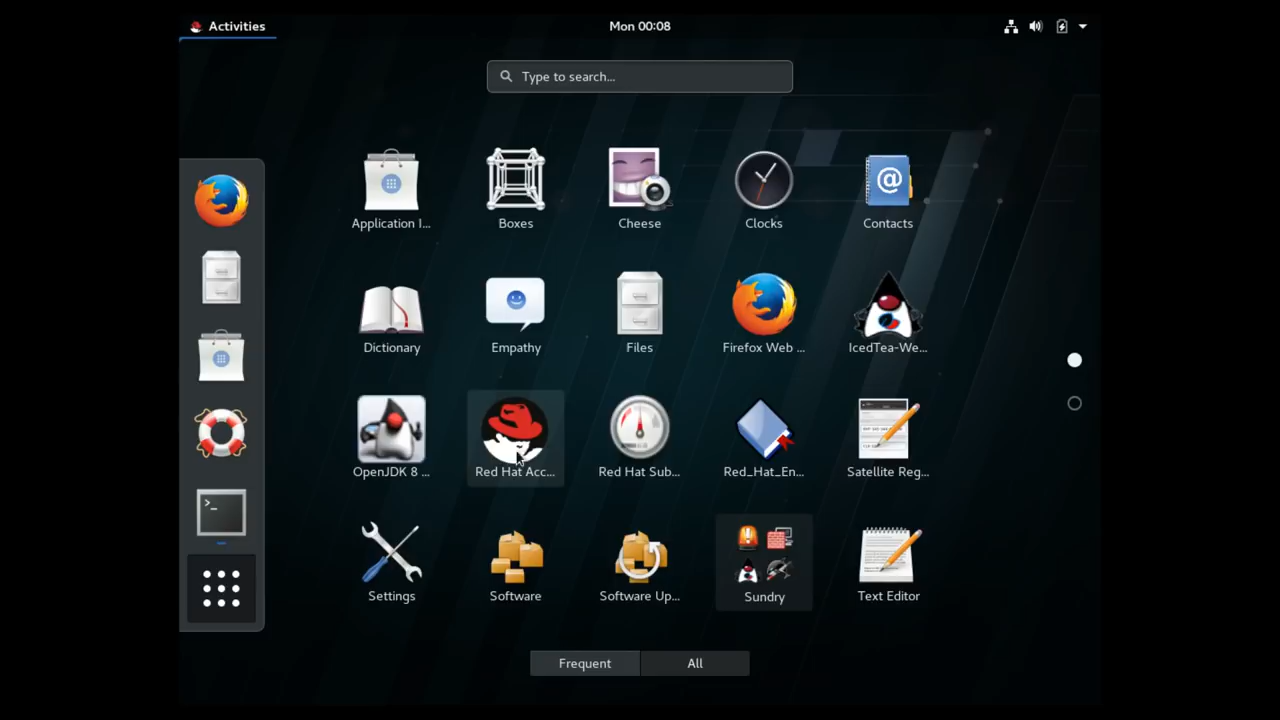 Activities
Mon 00:08
Type to search...
Application I...
Boxes
Cheese
Clocks
Contacts
Dictionary
Empathy
Files
Firefox Web ...
IcedTea-We...
OpenJDK 8 ...
Red Hat Acc...
Red Hat Sub...
Red_Hat_En...
Satellite Reg...
Settings
Software
Software Up...
Sundry
Text Editor
Frequent
All